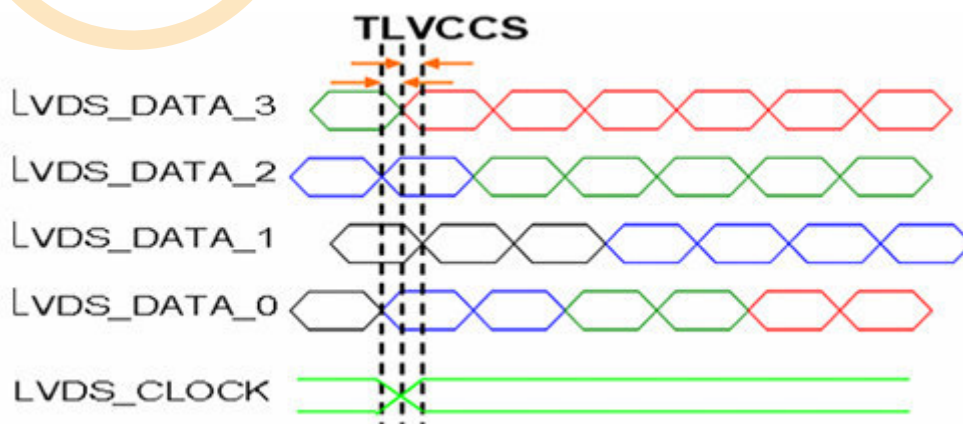 TLVCCS
LVDS_DATA_3
LVDS_DATA_2
LVDS_DATA_1
LVDS_DATA_0
LVDS_CLOCK